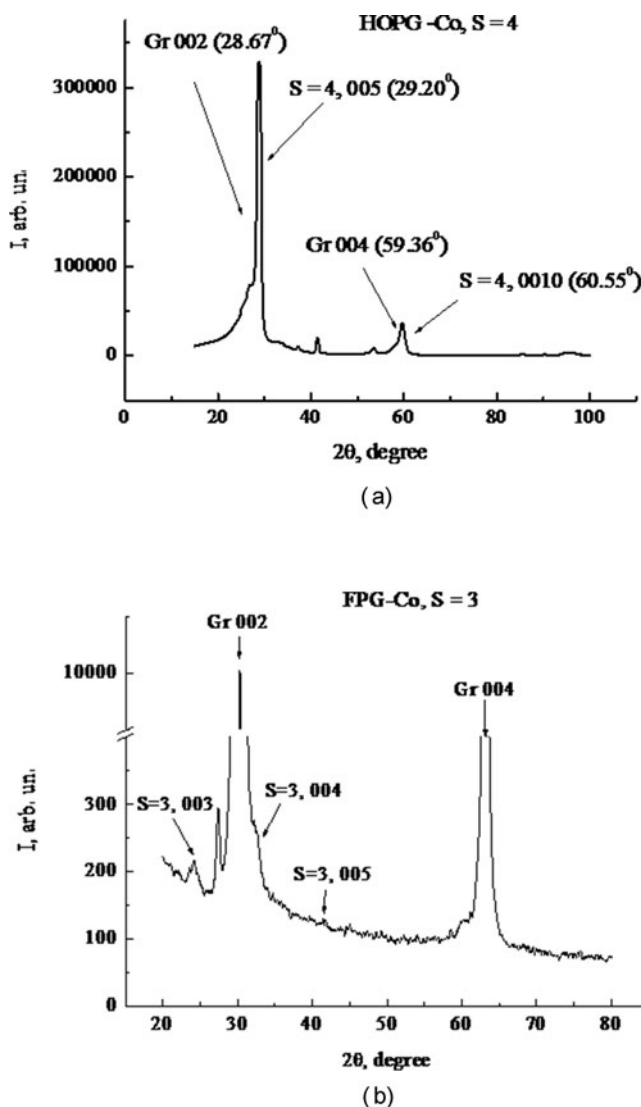 HOPG -Co, S = 4
Gr 002 (28.67⁰)
S = 4, 005 (29.20⁰)
Gr 004 (59.36⁰)
S = 4, 0010 (60.55⁰)
I, arb. un.
300000
200000
100000
0
0 20 40 60 80 100
2θ, degree
(a)
FPG-Co, S = 3
Gr 002
Gr 004
S=3, 003
S=3, 004
S=3, 005
I, arb. un.
10000
300
200
100
0
20 30 40 50 60 70 80
2θ, degree
(b)